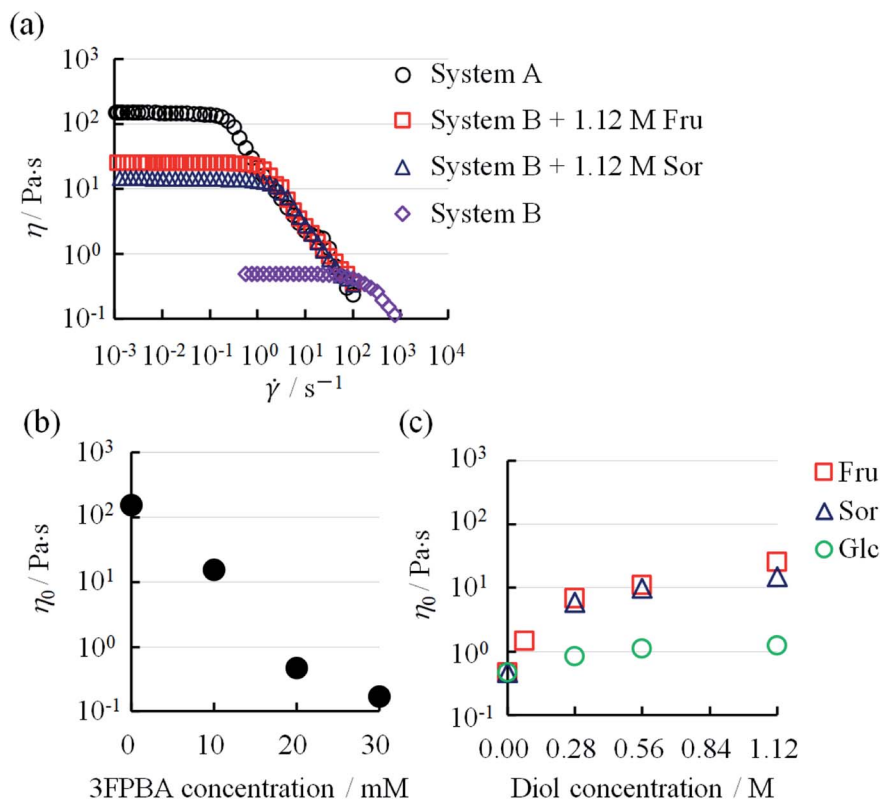 (a)
10³
10²
10¹
10⁰
10⁻¹
η / Pa·s
10⁻³ 10⁻² 10⁻¹ 10⁰ 10¹ 10² 10³ 10⁴
γ̇ / s⁻¹
System A
System B + 1.12 M Fru
System B + 1.12 M Sor
System B
(b)
10³
10²
10¹
10⁰
10⁻¹
η₀ / Pa·s
0 10 20 30
3FPBA concentration / mM
(c)
10³
10²
10¹
10⁰
10⁻¹
η₀ / Pa·s
0.00 0.28 0.56 0.84 1.12
Diol concentration / M
Fru
Sor
Glc